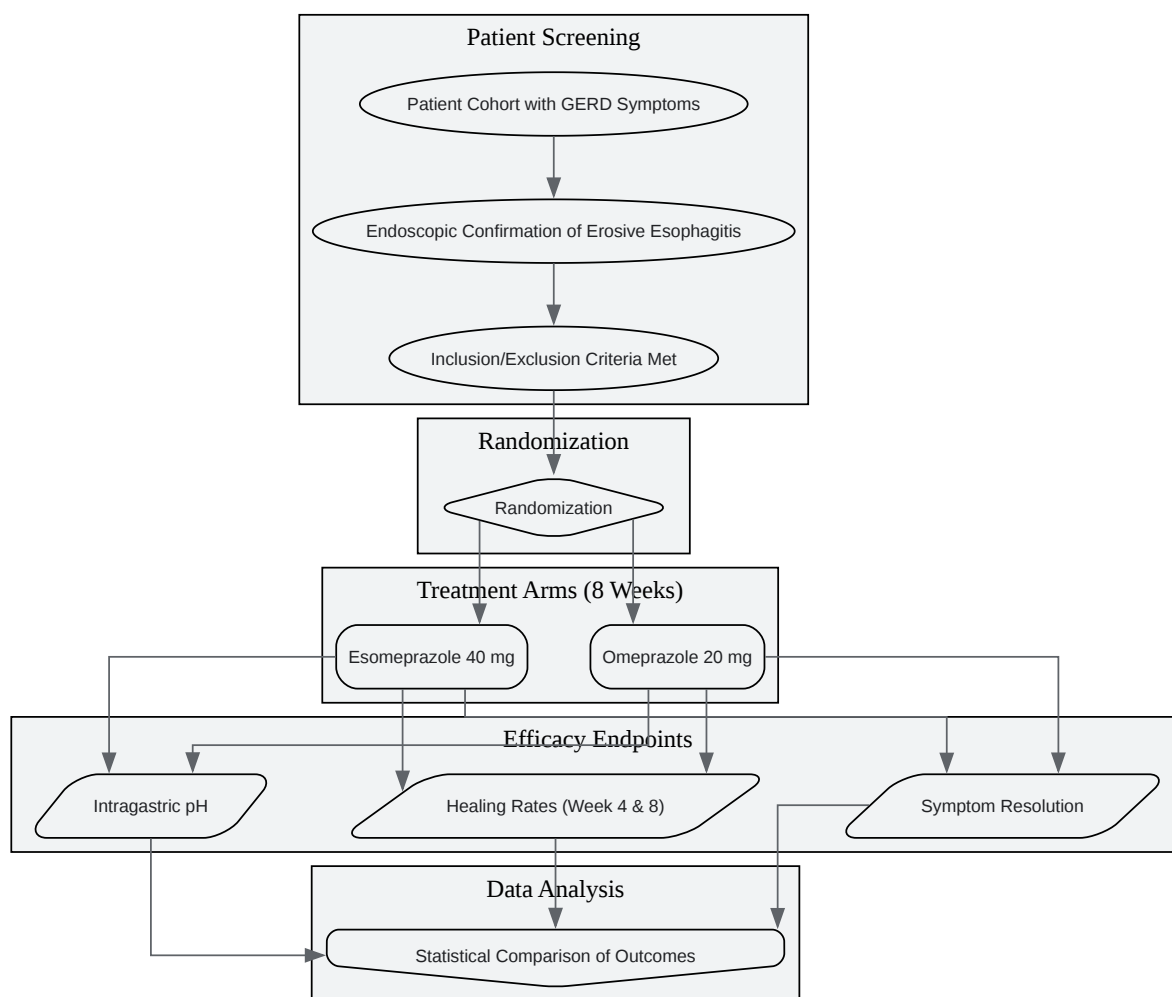 Patient Screening
Patient Cohort with GERD Symptoms
Endoscopic Confirmation of Erosive Esophagitis
Inclusion/Exclusion Criteria Met
Randomization
Randomization
Treatment Arms (8 Weeks)
Esomeprazole 40 mg
Omeprazole 20 mg
Efficacy Endpoints
Intragastric pH
Healing Rates (Week 4 & 8)
Symptom Resolution
Data Analysis
Statistical Comparison of Outcomes